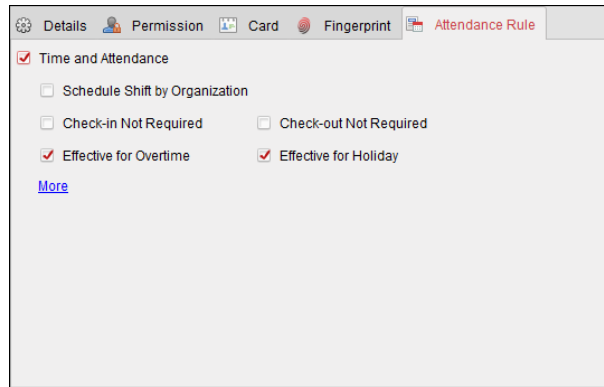 Details Permission Card Fingerprint Attendance Rule
Time and Attendance
Schedule Shift by Organization
Check-in Not Required Check-out Not Required
Effective for Overtime Effective for Holiday
More